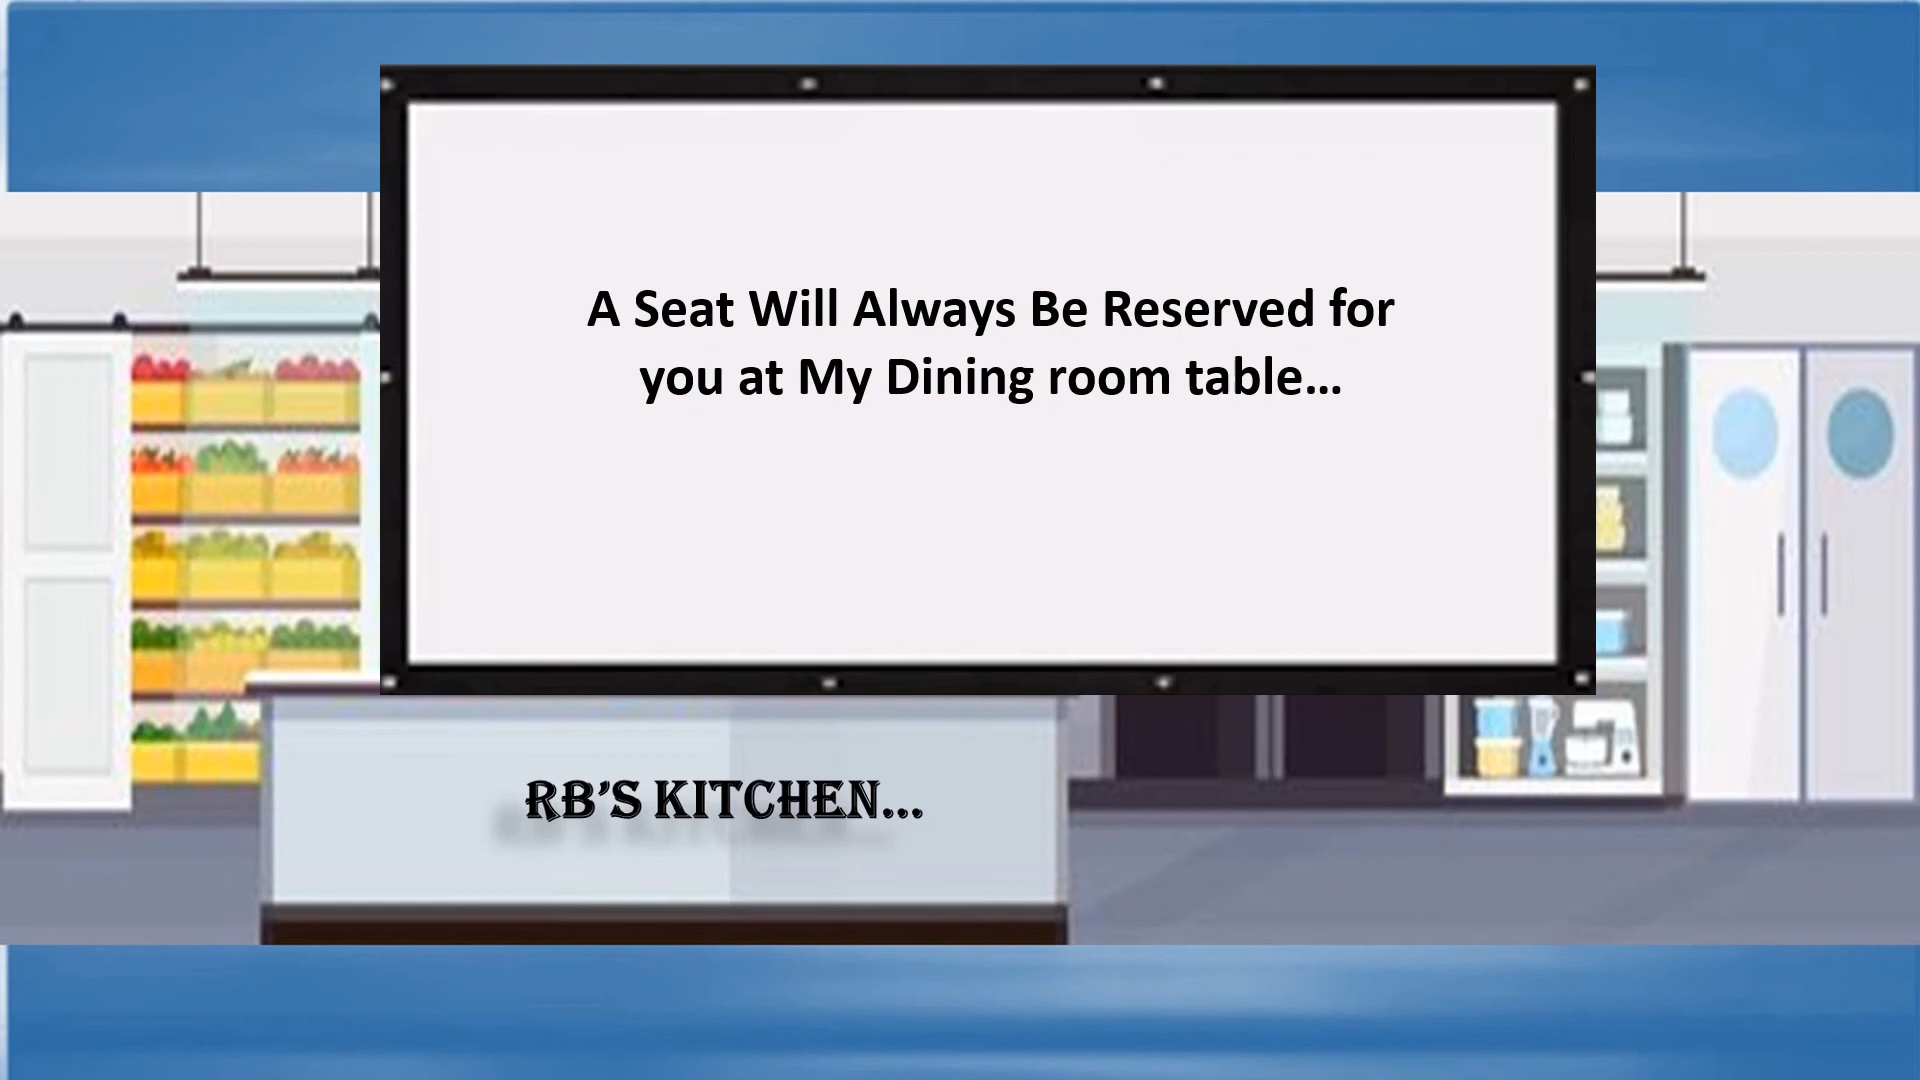 A Seat Will Always Be Reserved for
you at My Dining room table...
RB'S KITCHEN...